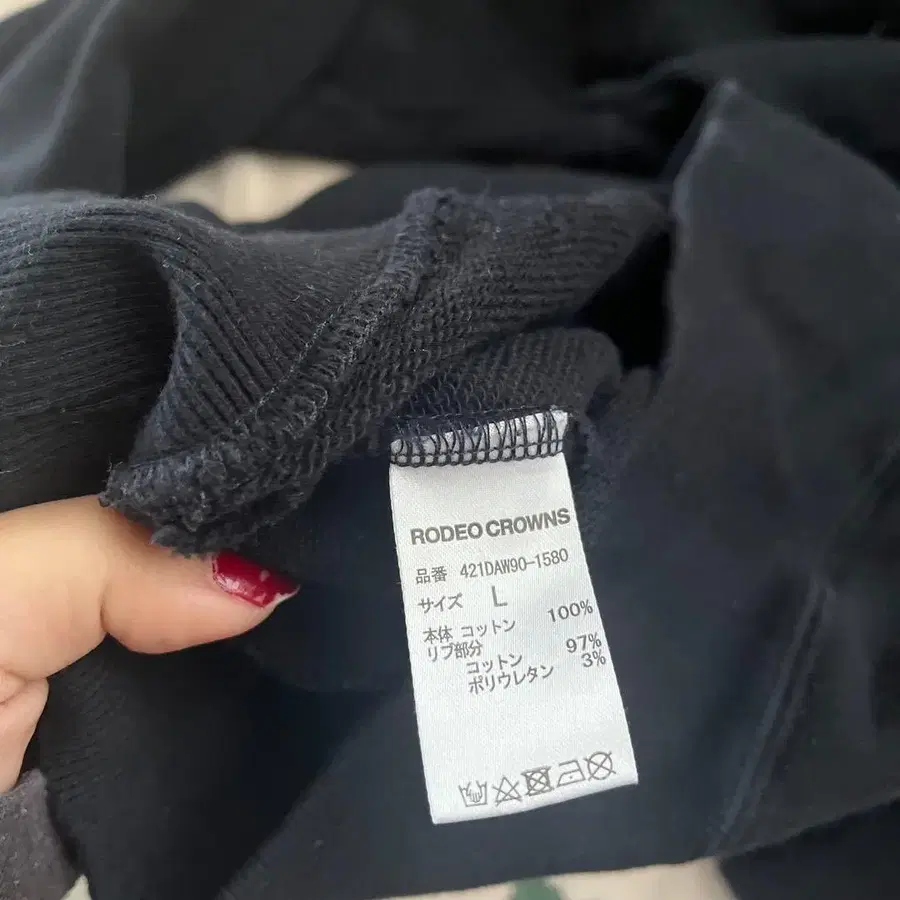 RODEO CROWNS
品番 421DAW90-1580
サイズ L
本体 コットン 100%
リブ部分
コットン 97%
ポリウレタン 3%